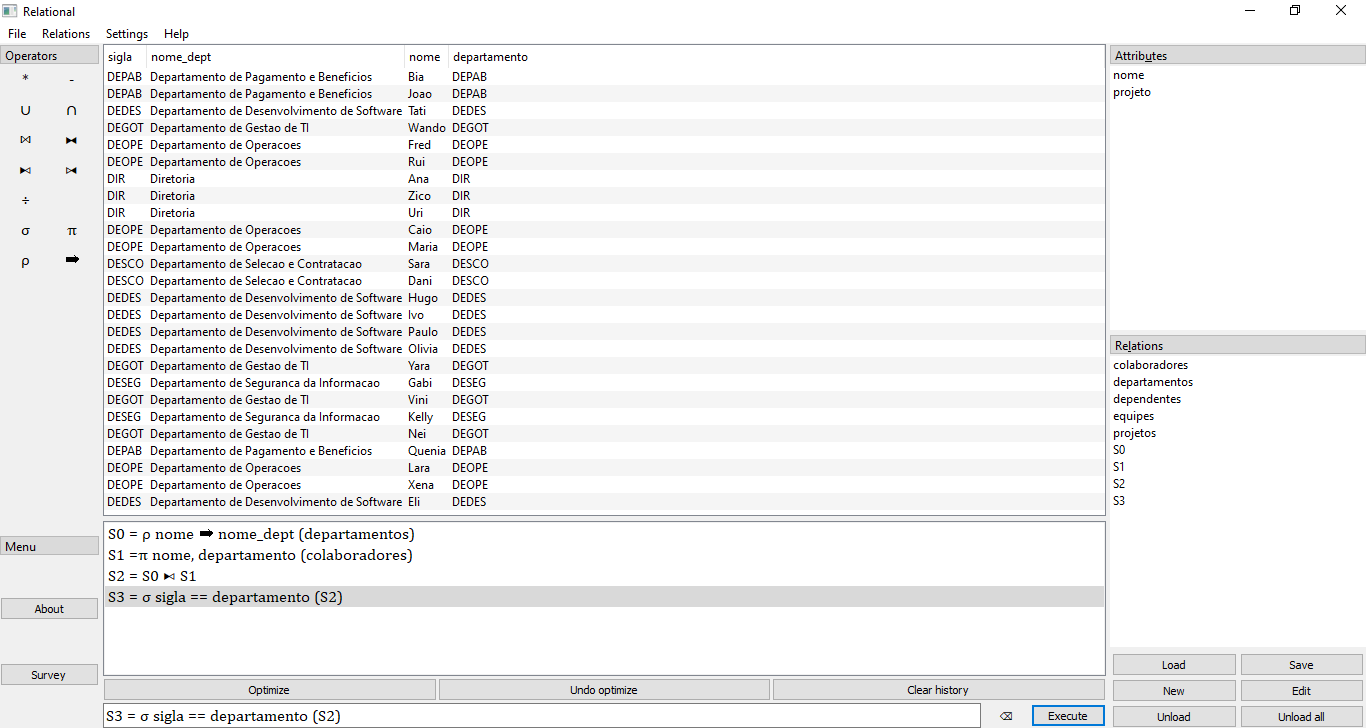 Relational
File Relations Settings Help
Operators
* -
∪ ∩
⋈ ⧓
⧑ ⧒
÷
σ π
ρ ➡
Menu
About
Survey
sigla nome_dept nome departamento
DEPAB Departamento de Pagamento e Beneficios Bia DEPAB
DEPAB Departamento de Pagamento e Beneficios Joao DEPAB
DEDES Departamento de Desenvolvimento de Software Tati DEDES
DEGOT Departamento de Gestao de TI Wando DEGOT
DEOPE Departamento de Operacoes Fred DEOPE
DEOPE Departamento de Operacoes Rui DEOPE
DIR Diretoria Ana DIR
DIR Diretoria Zico DIR
DIR Diretoria Uri DIR
DEOPE Departamento de Operacoes Caio DEOPE
DEOPE Departamento de Operacoes Maria DEOPE
DESCO Departamento de Selecao e Contratacao Sara DESCO
DESCO Departamento de Selecao e Contratacao Dani DESCO
DEDES Departamento de Desenvolvimento de Software Hugo DEDES
DEDES Departamento de Desenvolvimento de Software Ivo DEDES
DEDES Departamento de Desenvolvimento de Software Paulo DEDES
DEDES Departamento de Desenvolvimento de Software Olivia DEDES
DEGOT Departamento de Gestao de TI Yara DEGOT
DESEG Departamento de Seguranca da Informacao Gabi DESEG
DEGOT Departamento de Gestao de TI Vini DEGOT
DESEG Departamento de Seguranca da Informacao Kelly DESEG
DEGOT Departamento de Gestao de TI Nei DEGOT
DEPAB Departamento de Pagamento e Beneficios Quenia DEPAB
DEOPE Departamento de Operacoes Lara DEOPE
DEOPE Departamento de Operacoes Xena DEOPE
DEDES Departamento de Desenvolvimento de Software Eli DEDES
S0 = ρ nome ➡ nome_dept (departamentos)
S1 =π nome, departamento (colaboradores)
S2 = S0 ⧑ S1
S3 = σ sigla == departamento (S2)
Optimize Undo optimize Clear history
S3 = σ sigla == departamento (S2) ⌫ Execute
Attributes
nome
projeto
Relations
colaboradores
departamentos
dependentes
equipes
projetos
S0
S1
S2
S3
Load Save
New Edit
Unload Unload all